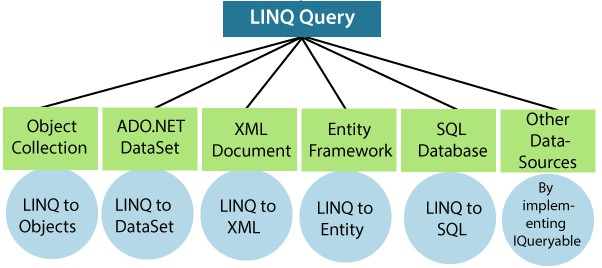 LINQ Query
Object
Collection
ADO.NET
DataSet
XML
Document
Entity
Framework
SQL
Database
Other
Data-
Sources
LINQ to
Objects
LINQ to
DataSet
LINQ to
XML
LINQ to
Entity
LINQ to
SQL
By
implem-
enting
IQueryable